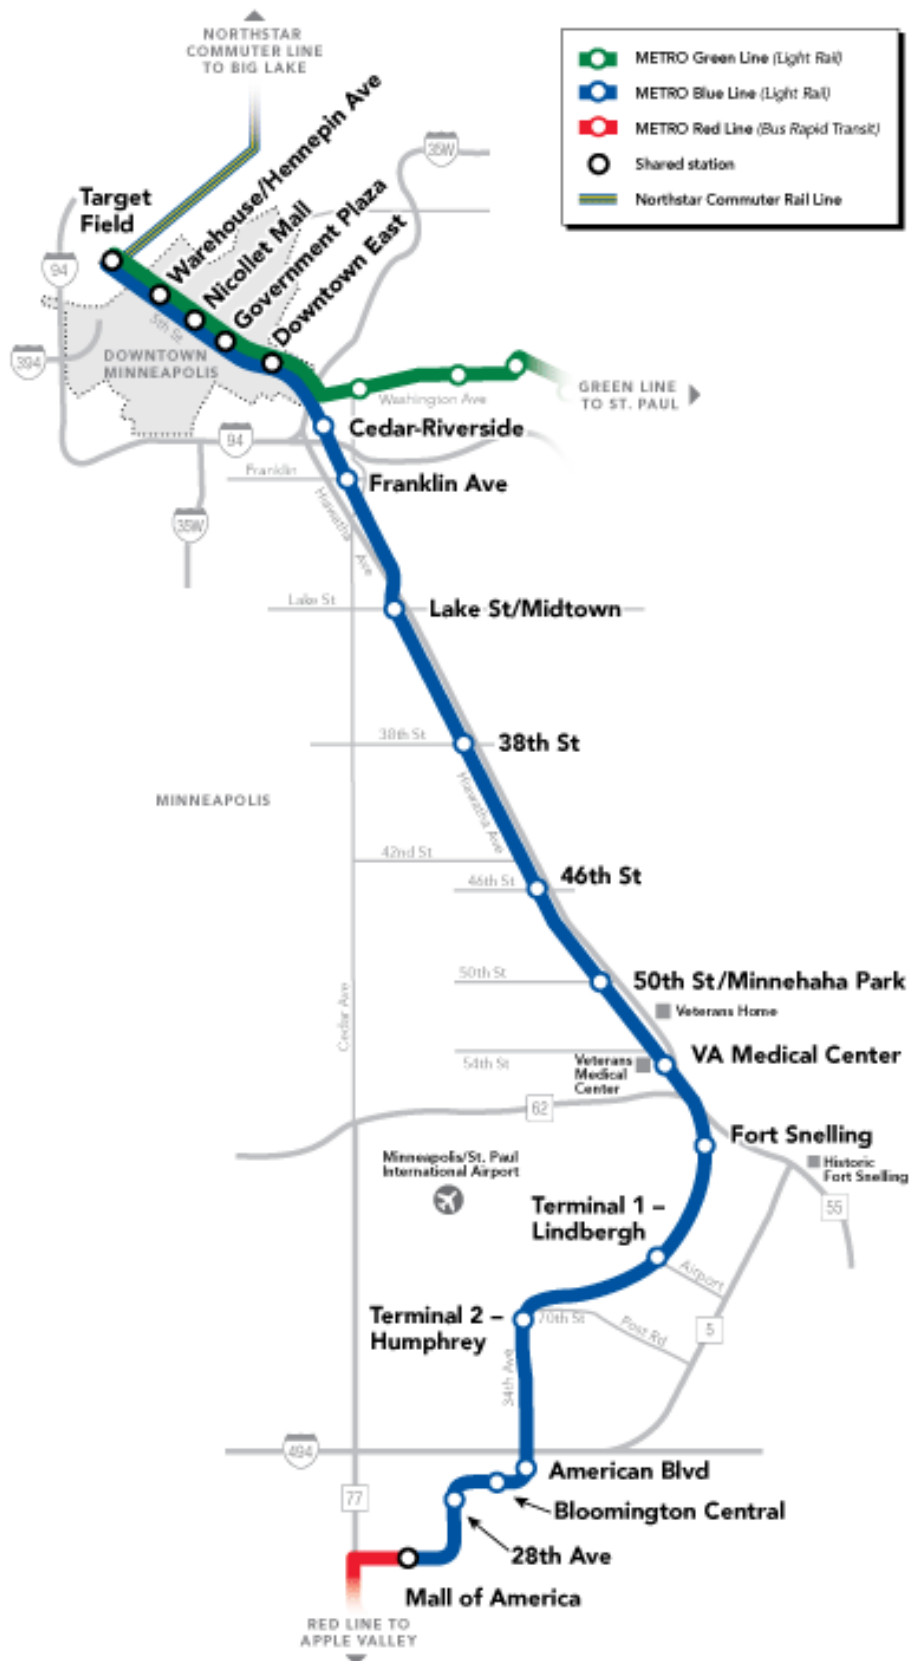 NORTHSTAR
COMMUTER LINE
TO BIG LAKE
METRO Green Line (Light Rail)
METRO Blue Line (Light Rail)
METRO Red Line (Bus Rapid Transit)
Shared station
Northstar Commuter Rail Line
35W
Target
Field
Warehouse/Hennepin Ave
Nicollet Mall
Government Plaza
Downtown East
94
5th St
394
DOWNTOWN
MINNEAPOLIS
GREEN LINE
TO ST. PAUL
Washington Ave
Cedar-Riverside
94
Franklin
Franklin Ave
35W
Hiawatha Ave
Lake St
Lake St/Midtown
38th St
38th St
MINNEAPOLIS
Hiawatha Ave
42nd St
46th St
46th St
50th St
50th St/Minnehaha Park
Cedar Ave
Veterans Home
54th St
Veterans
Medical
Center
VA Medical Center
62
Fort Snelling
Minneapolis/St. Paul
International Airport
Historic
Fort Snelling
55
Terminal 1 –
Lindbergh
Airport
Terminal 2 –
Humphrey
70th St
Post Rd
5
34th Ave
494
American Blvd
77
Bloomington Central
28th Ave
Mall of America
RED LINE TO
APPLE VALLEY